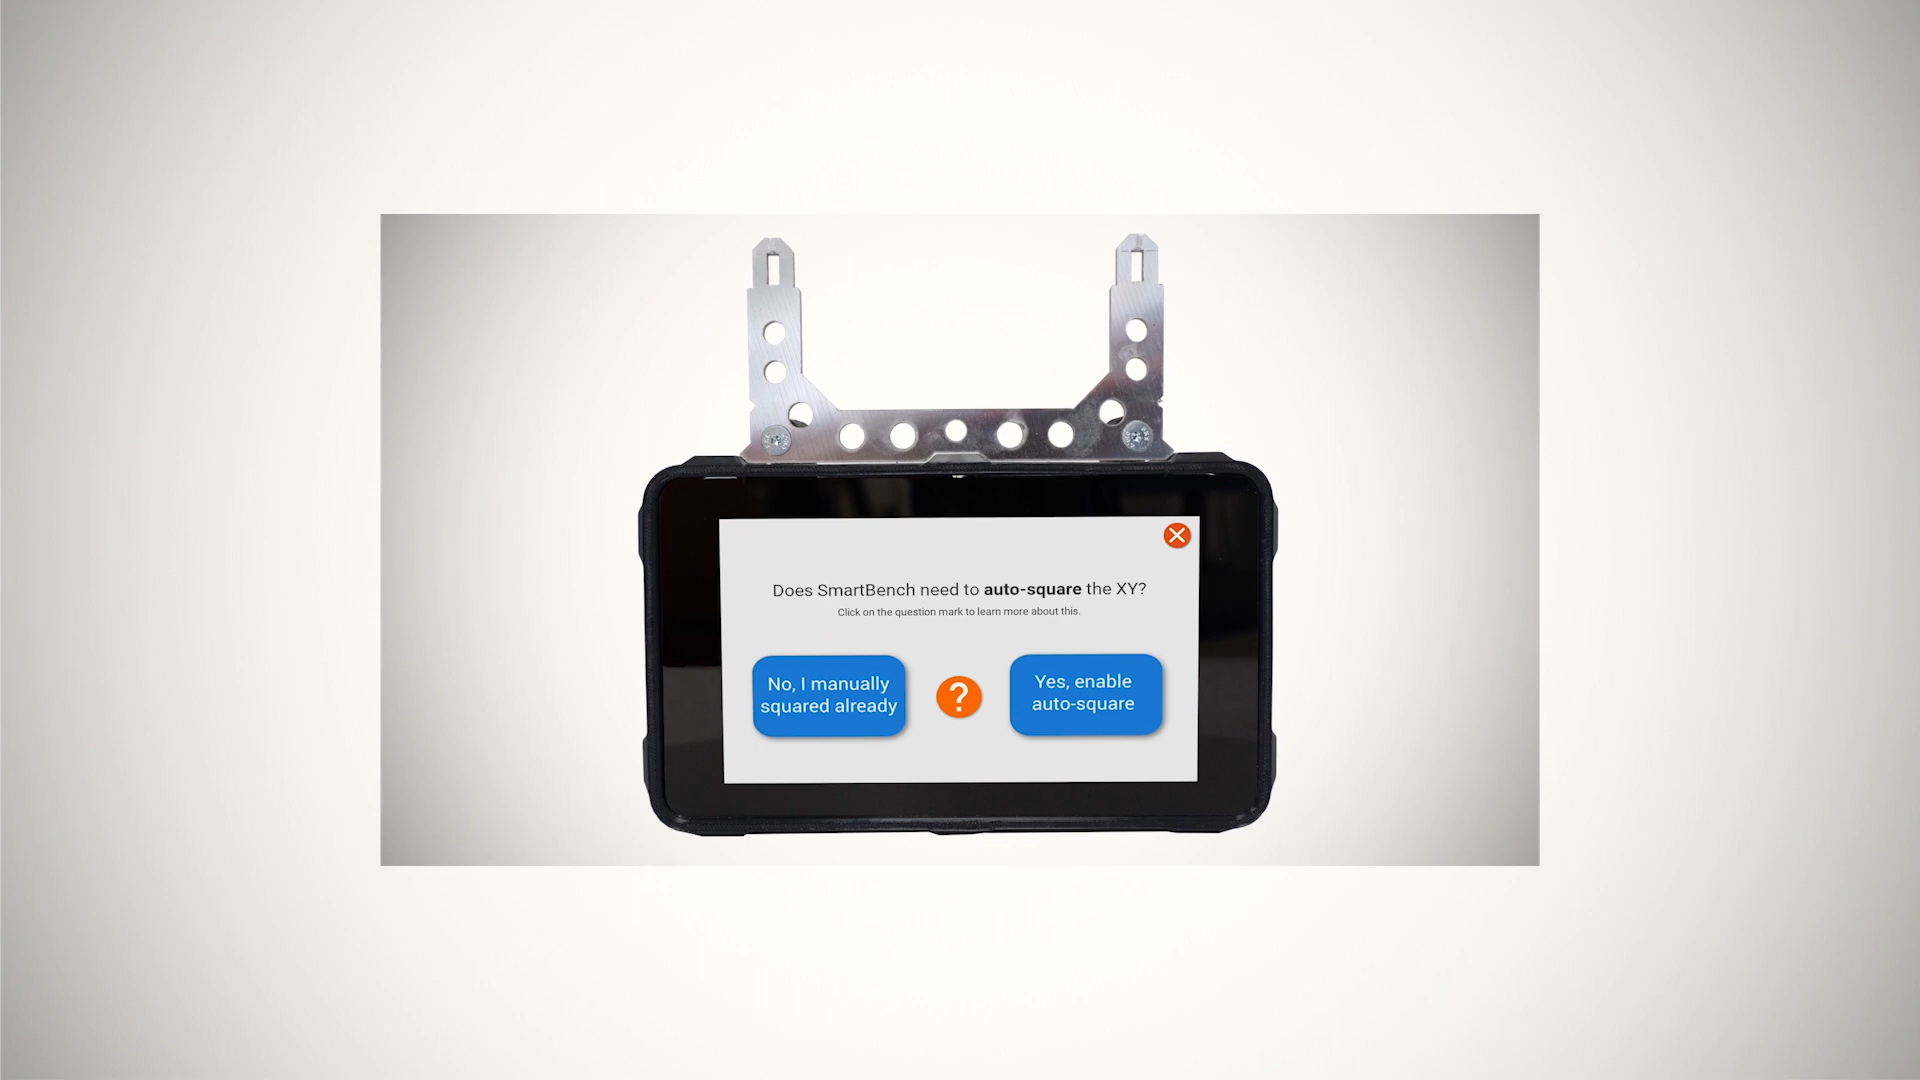 Does SmartBench need to auto-square the XY?
Click on the question mark to learn more about this.
No, I manually
squared already
?
Yes, enable
auto-square